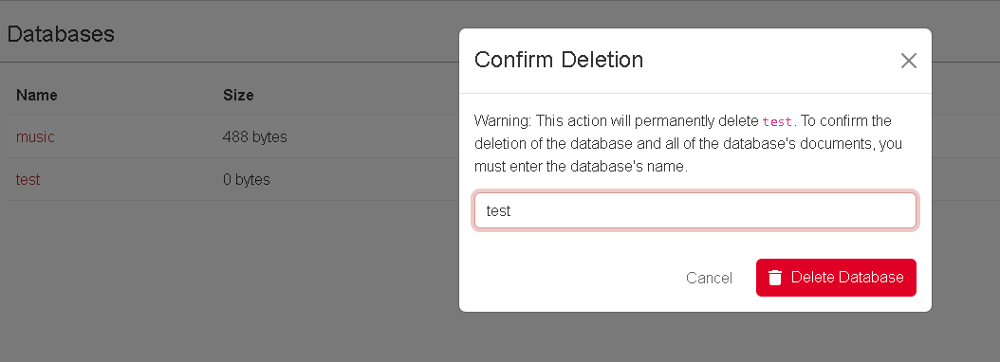 Databases
Confirm Deletion
Name Size
Warning: This action will permanently delete test. To confirm the
deletion of the database and all of the database's documents, you
must enter the database's name.
music 488 bytes
test 0 bytes
test
Cancel Delete Database